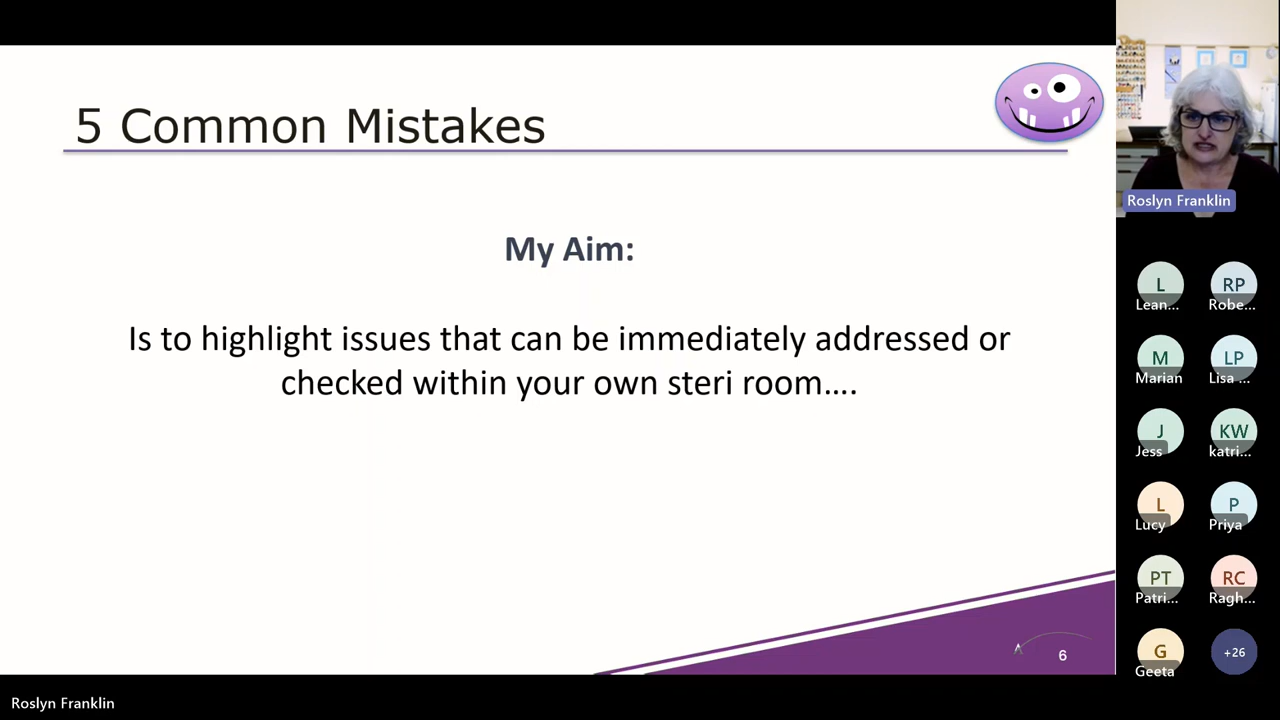 5 Common Mistakes
My Aim:
Is to highlight issues that can be immediately addressed or
checked within your own steri room....
6
Roslyn Franklin
L
RP
Lean...
Robe...
M
LP
Marian
Lisa ...
J
KW
Jess
katri...
L
P
Lucy
Priya
PT
RC
Patri...
Ragh...
G
+26
Geeta
Roslyn Franklin